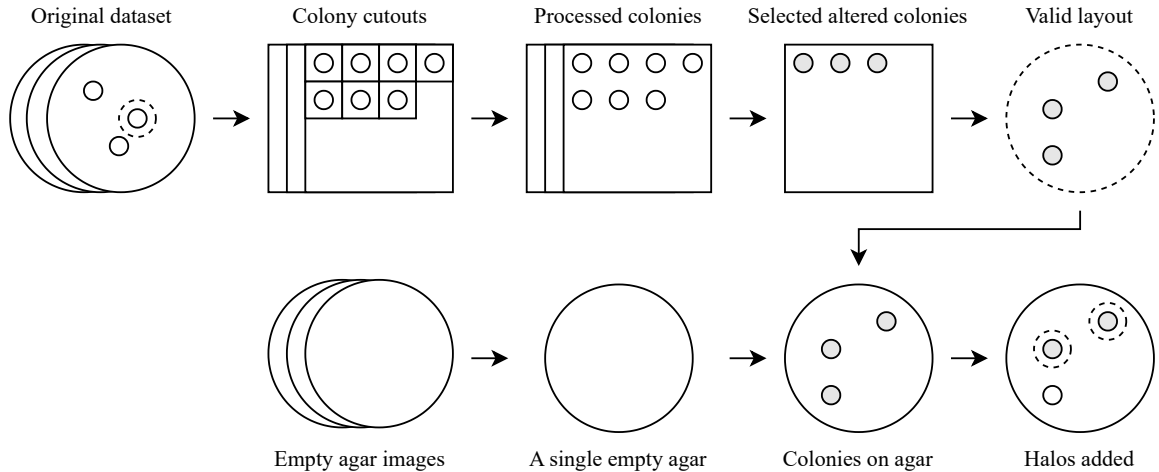 Original dataset
Colony cutouts
Processed colonies
Selected altered colonies
Valid layout
Empty agar images
A single empty agar
Colonies on agar
Halos added